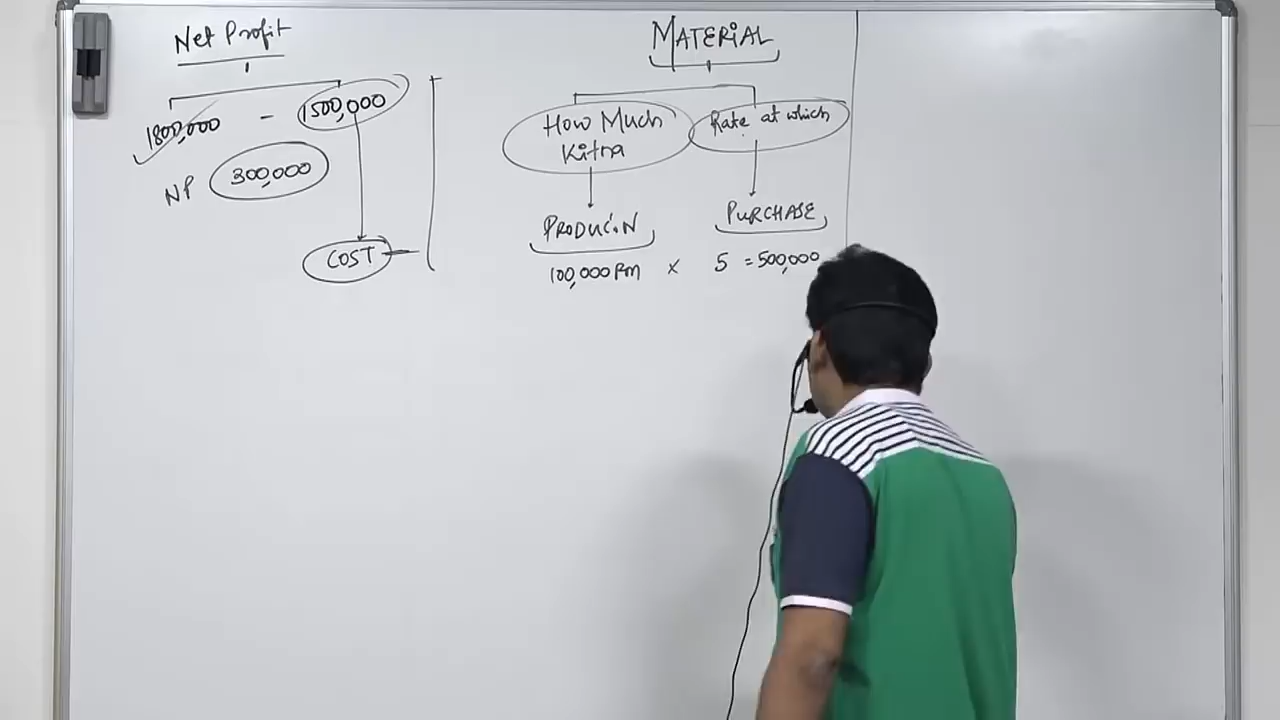 Net Profit
1800,000 - 1500,000
NP 300,000
COST
MATERIAL
How Much Rate at which
Kitna
PRODUCIN PURCHASE
100,000 Pm x 5 = 500,000